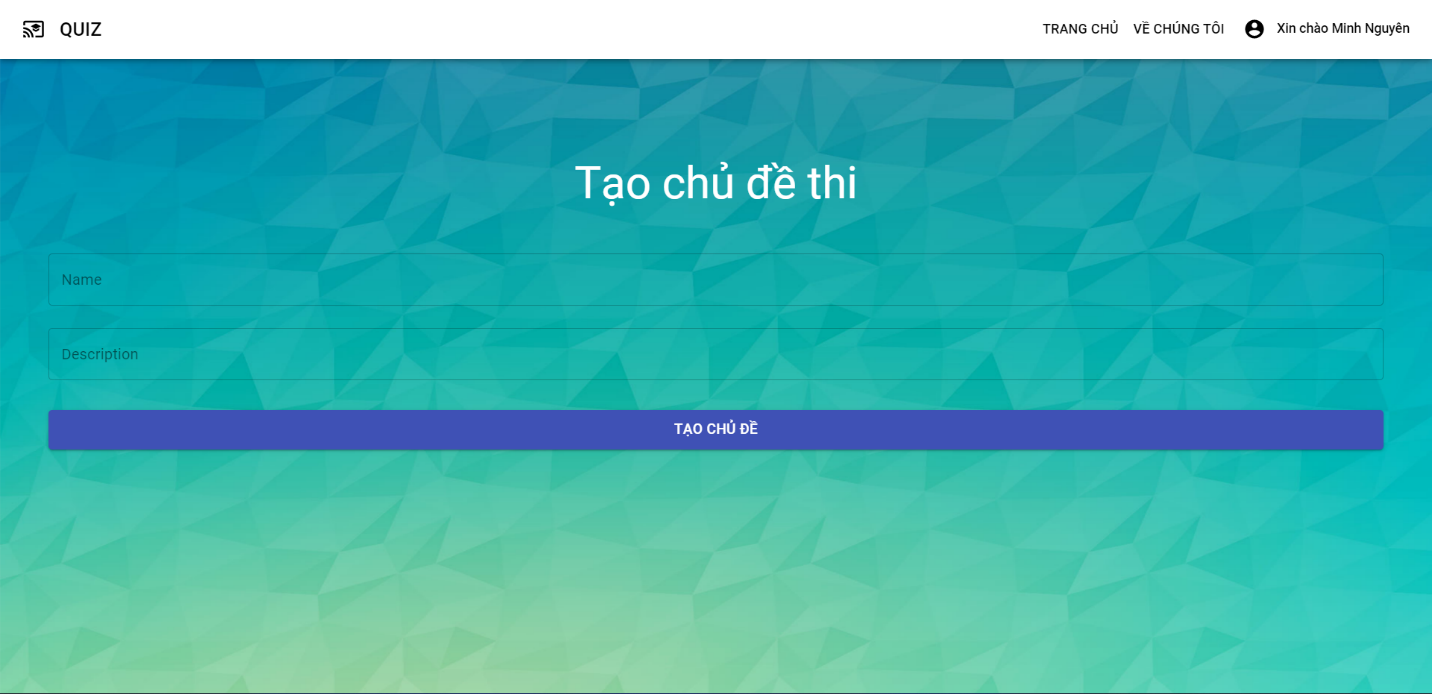 QUIZ
TRANG CHỦ
VỀ CHÚNG TÔI
Xin chào Minh Nguyên
Tạo chủ đề thi
Name
Description
TẠO CHỦ ĐỀ